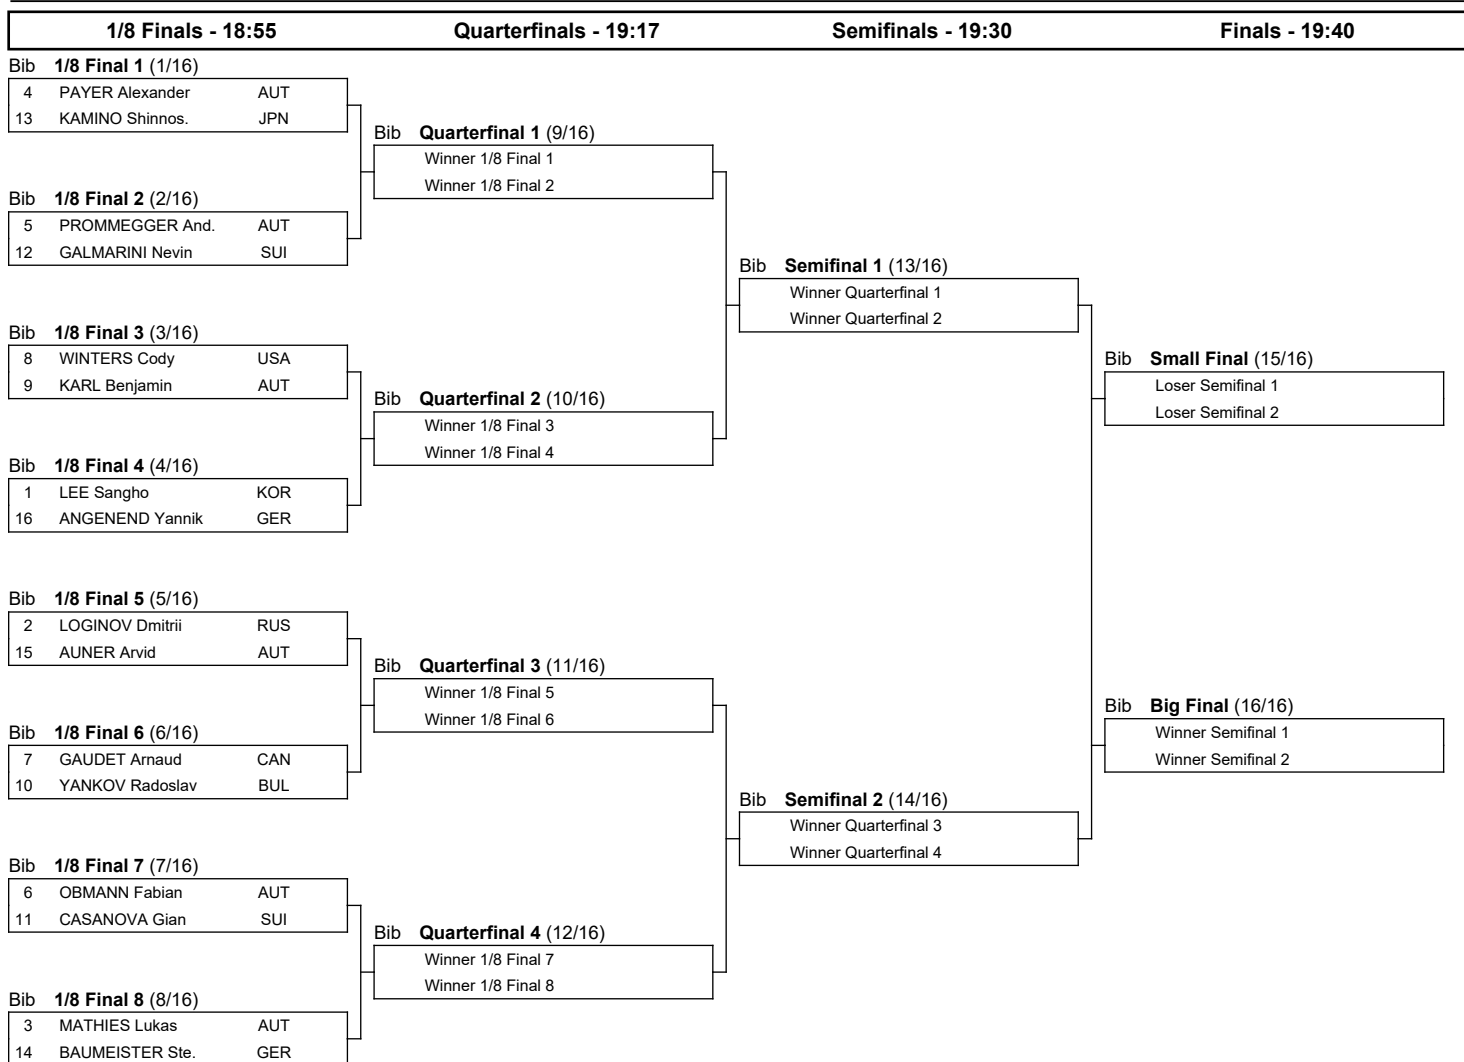 1/8 Finals - 18:55 Quarterfinals - 19:17 Semifinals - 19:30 Finals - 19:40
Bib 1/8 Final 1 (1/16)
4 PAYER Alexander AUT
13 KAMINO Shinnos. JPN
Bib 1/8 Final 2 (2/16)
5 PROMMEGGER And. AUT
12 GALMARINI Nevin SUI
Bib 1/8 Final 3 (3/16)
8 WINTERS Cody USA
9 KARL Benjamin AUT
Bib 1/8 Final 4 (4/16)
1 LEE Sangho KOR
16 ANGENEND Yannik GER
Bib 1/8 Final 5 (5/16)
2 LOGINOV Dmitrii RUS
15 AUNER Arvid AUT
Bib 1/8 Final 6 (6/16)
7 GAUDET Arnaud CAN
10 YANKOV Radoslav BUL
Bib 1/8 Final 7 (7/16)
6 OBMANN Fabian AUT
11 CASANOVA Gian SUI
Bib 1/8 Final 8 (8/16)
3 MATHIES Lukas AUT
14 BAUMEISTER Ste. GER
Bib Quarterfinal 1 (9/16)
Winner 1/8 Final 1
Winner 1/8 Final 2
Bib Quarterfinal 2 (10/16)
Winner 1/8 Final 3
Winner 1/8 Final 4
Bib Quarterfinal 3 (11/16)
Winner 1/8 Final 5
Winner 1/8 Final 6
Bib Quarterfinal 4 (12/16)
Winner 1/8 Final 7
Winner 1/8 Final 8
Bib Semifinal 1 (13/16)
Winner Quarterfinal 1
Winner Quarterfinal 2
Bib Semifinal 2 (14/16)
Winner Quarterfinal 3
Winner Quarterfinal 4
Bib Small Final (15/16)
Loser Semifinal 1
Loser Semifinal 2
Bib Big Final (16/16)
Winner Semifinal 1
Winner Semifinal 2